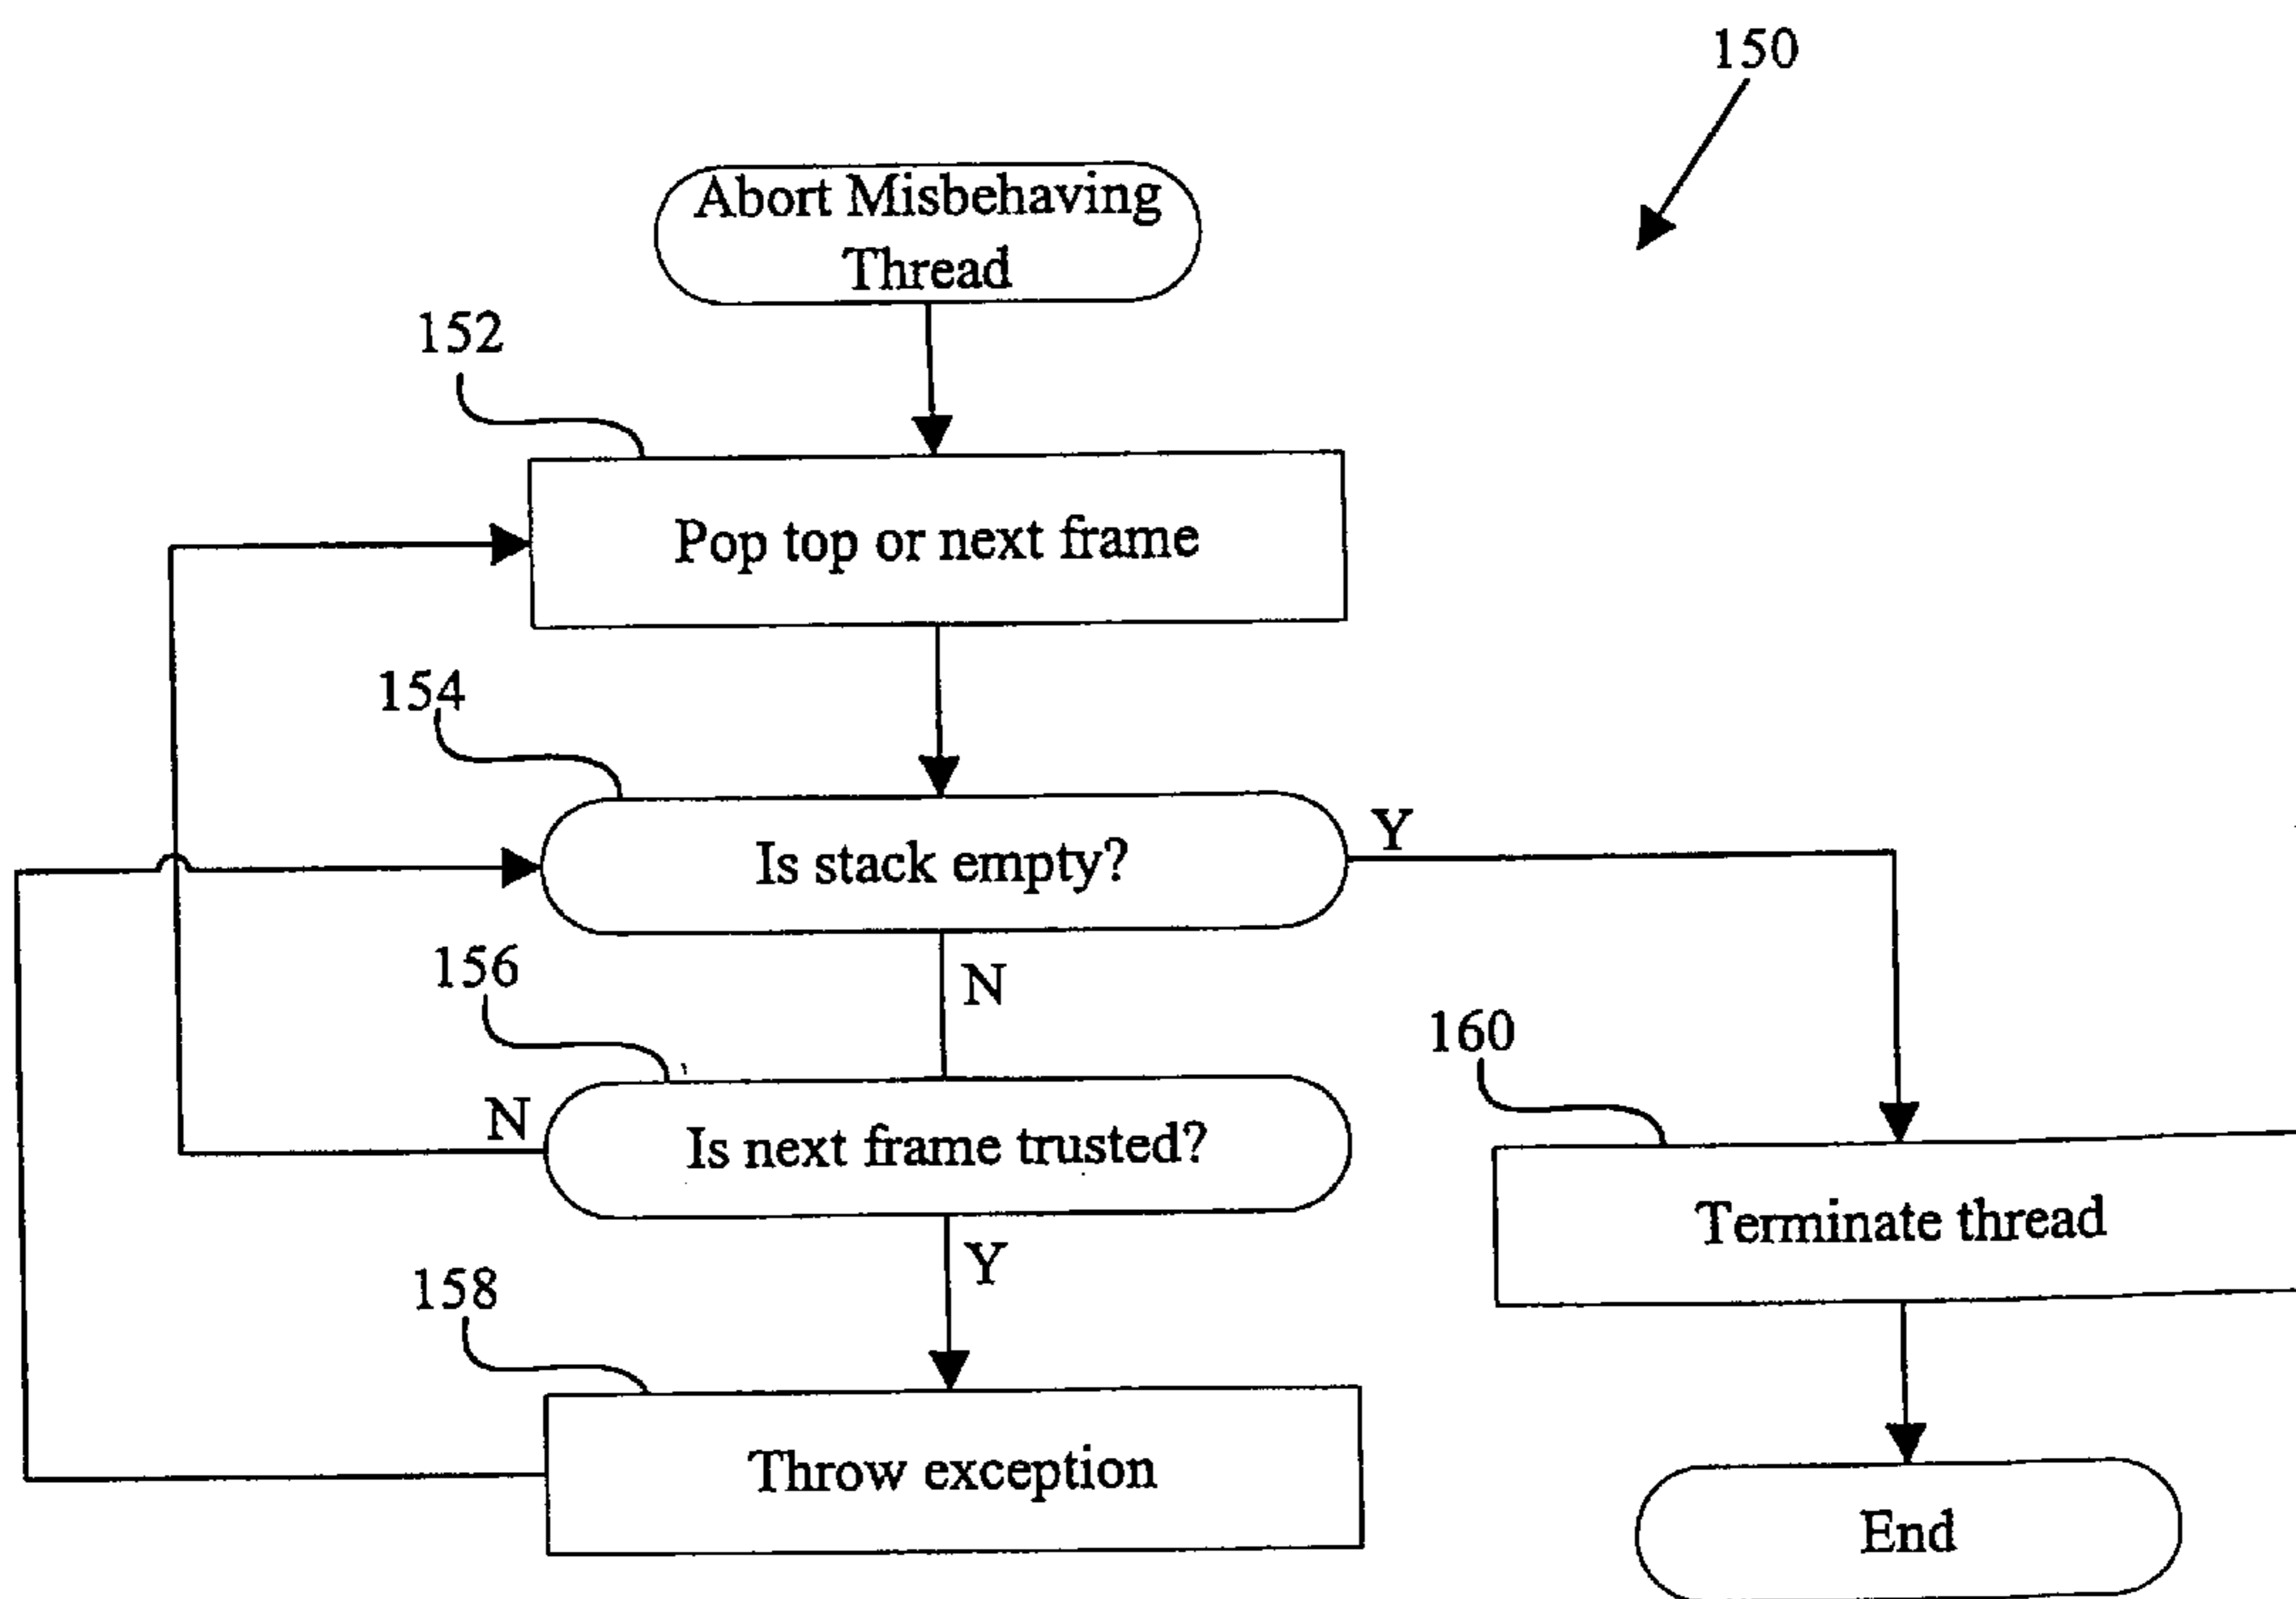 150
Abort Misbehaving
Thread
152
Pop top or next frame
154
Is stack empty?
Y
N
156
Is next frame trusted?
N
Y
160
Terminate thread
158
Throw exception
End